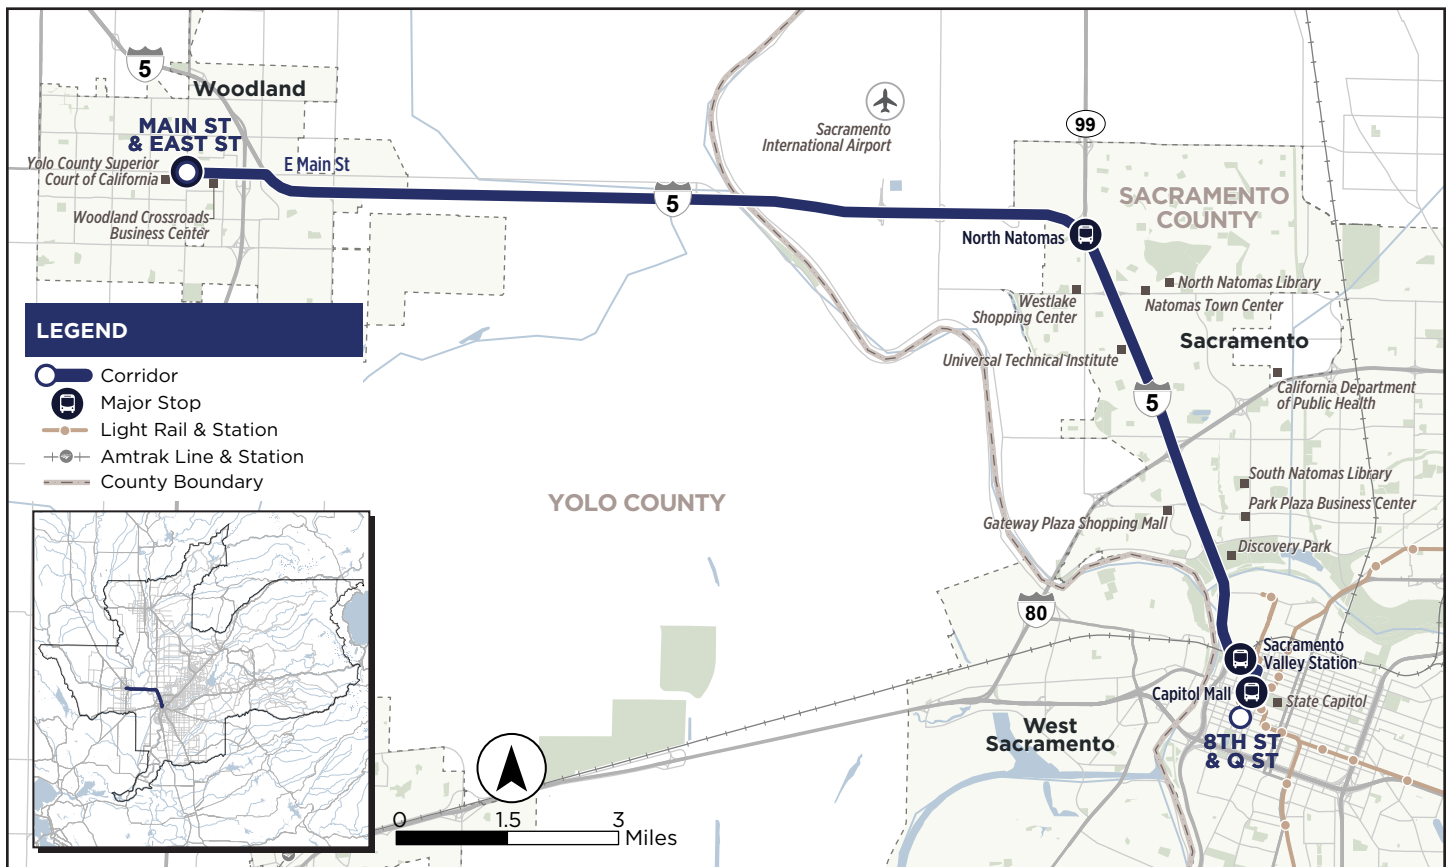 5
Woodland
MAIN ST
& EAST ST
Yolo County Superior
Court of California
Woodland Crossroads
Business Center
E Main St
5
Sacramento
International Airport
99
SACRAMENTO
COUNTY
North Natomas
North Natomas Library
Natomas Town Center
Westlake
Shopping Center
Universal Technical Institute
Sacramento
5
California Department
of Public Health
South Natomas Library
Park Plaza Business Center
Gateway Plaza Shopping Mall
Discovery Park
YOLO COUNTY
80
Sacramento
Valley Station
Capitol Mall
State Capitol
West
Sacramento
8TH ST
& Q ST
LEGEND
Corridor
Major Stop
Light Rail & Station
Amtrak Line & Station
County Boundary
0 1.5 3
Miles